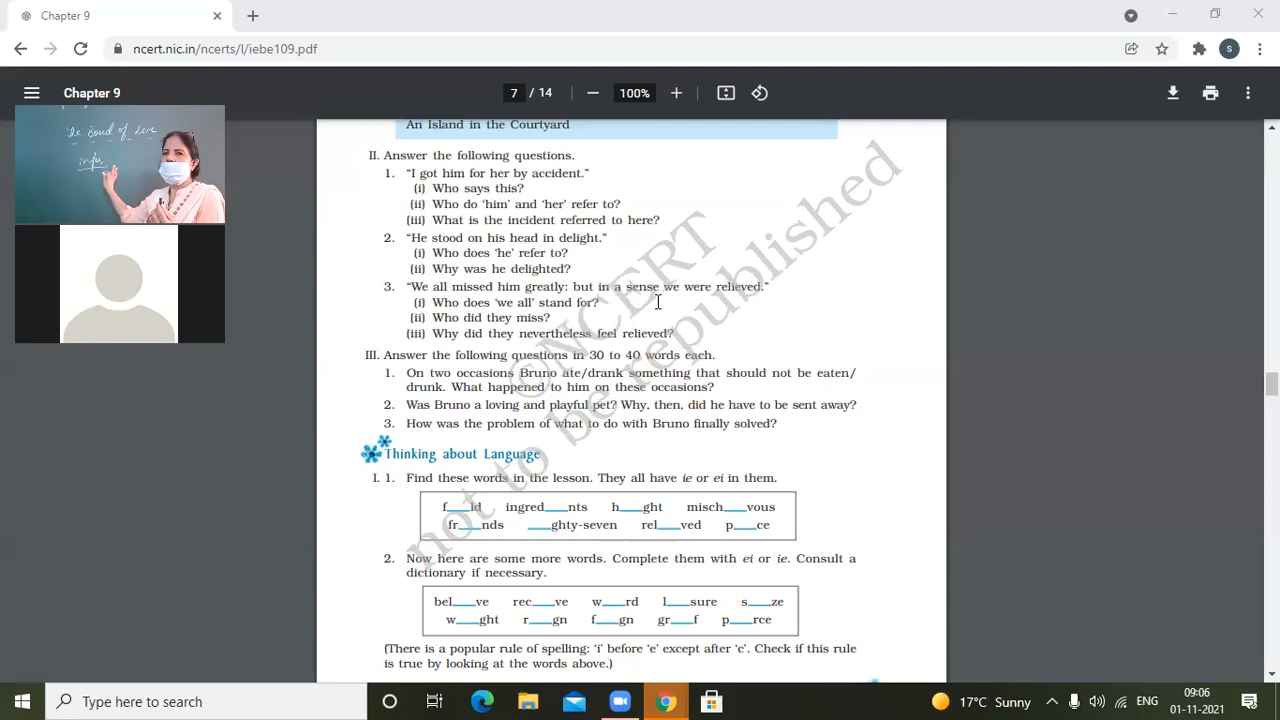 Chapter 9
ncert.nic.in/ncerts/l/iebe109.pdf
S
Chapter 9
7 / 14
100%
of Love
An Island in the Courtyard
II. Answer the following questions.
1. “I got him for her by accident.”
(i) Who says this?
(ii) Who do ‘him’ and ‘her’ refer to?
(iii) What is the incident referred to here?
2. “He stood on his head in delight.”
(i) Who does ‘he’ refer to?
(ii) Why was he delighted?
3. “We all missed him greatly: but in a sense we were relieved.”
(i) Who does ‘we all’ stand for?
(ii) Who did they miss?
(iii) Why did they nevertheless feel relieved?
III. Answer the following questions in 30 to 40 words each.
1. On two occasions Bruno ate/drank something that should not be eaten/
drunk. What happened to him on these occasions?
2. Was Bruno a loving and playful pet? Why, then, did he have to be sent away?
3. How was the problem of what to do with Bruno finally solved?
Thinking about Language
I. 1. Find these words in the lesson. They all have ie or ei in them.
f___ld ingred___nts h___ght misch___vous
fr___nds ___ghty-seven rel___ved p___ce
2. Now here are some more words. Complete them with ei or ie. Consult a
dictionary if necessary.
bel___ve rec___ve w___rd l___sure s___ze
w___ght r___gn f___gn gr___f p___rce
(There is a popular rule of spelling: ‘i’ before ‘e’ except after ‘c’. Check if this rule
is true by looking at the words above.)
©NCERT
not to be republished
Type here to search
17°C Sunny
ENG
09:06
01-11-2021